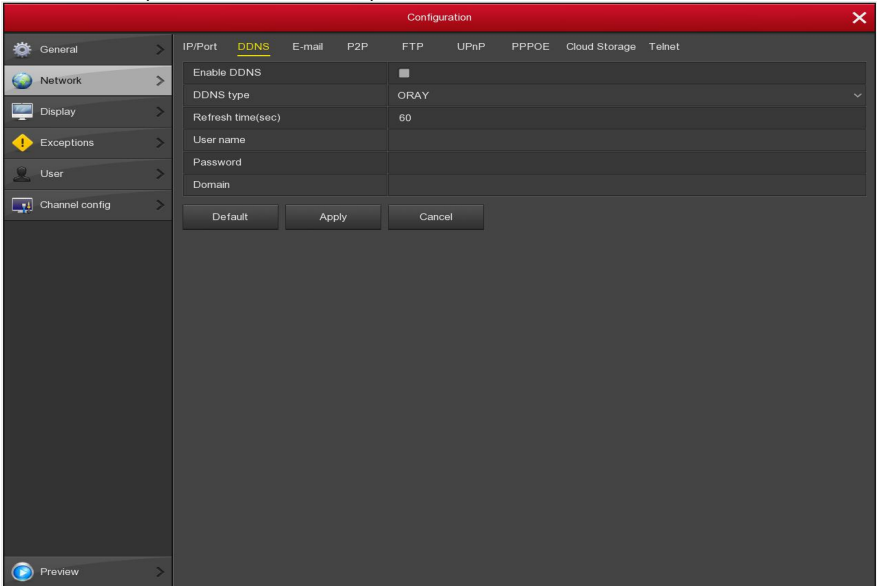 Configuration
General
Network
Display
Exceptions
User
Channel config
Preview
IP/Port DDNS E-mail P2P FTP UPnP PPPOE Cloud Storage Telnet
Enable DDNS
DDNS type ORAY
Refresh time(sec) 60
User name
Password
Domain
Default Apply Cancel